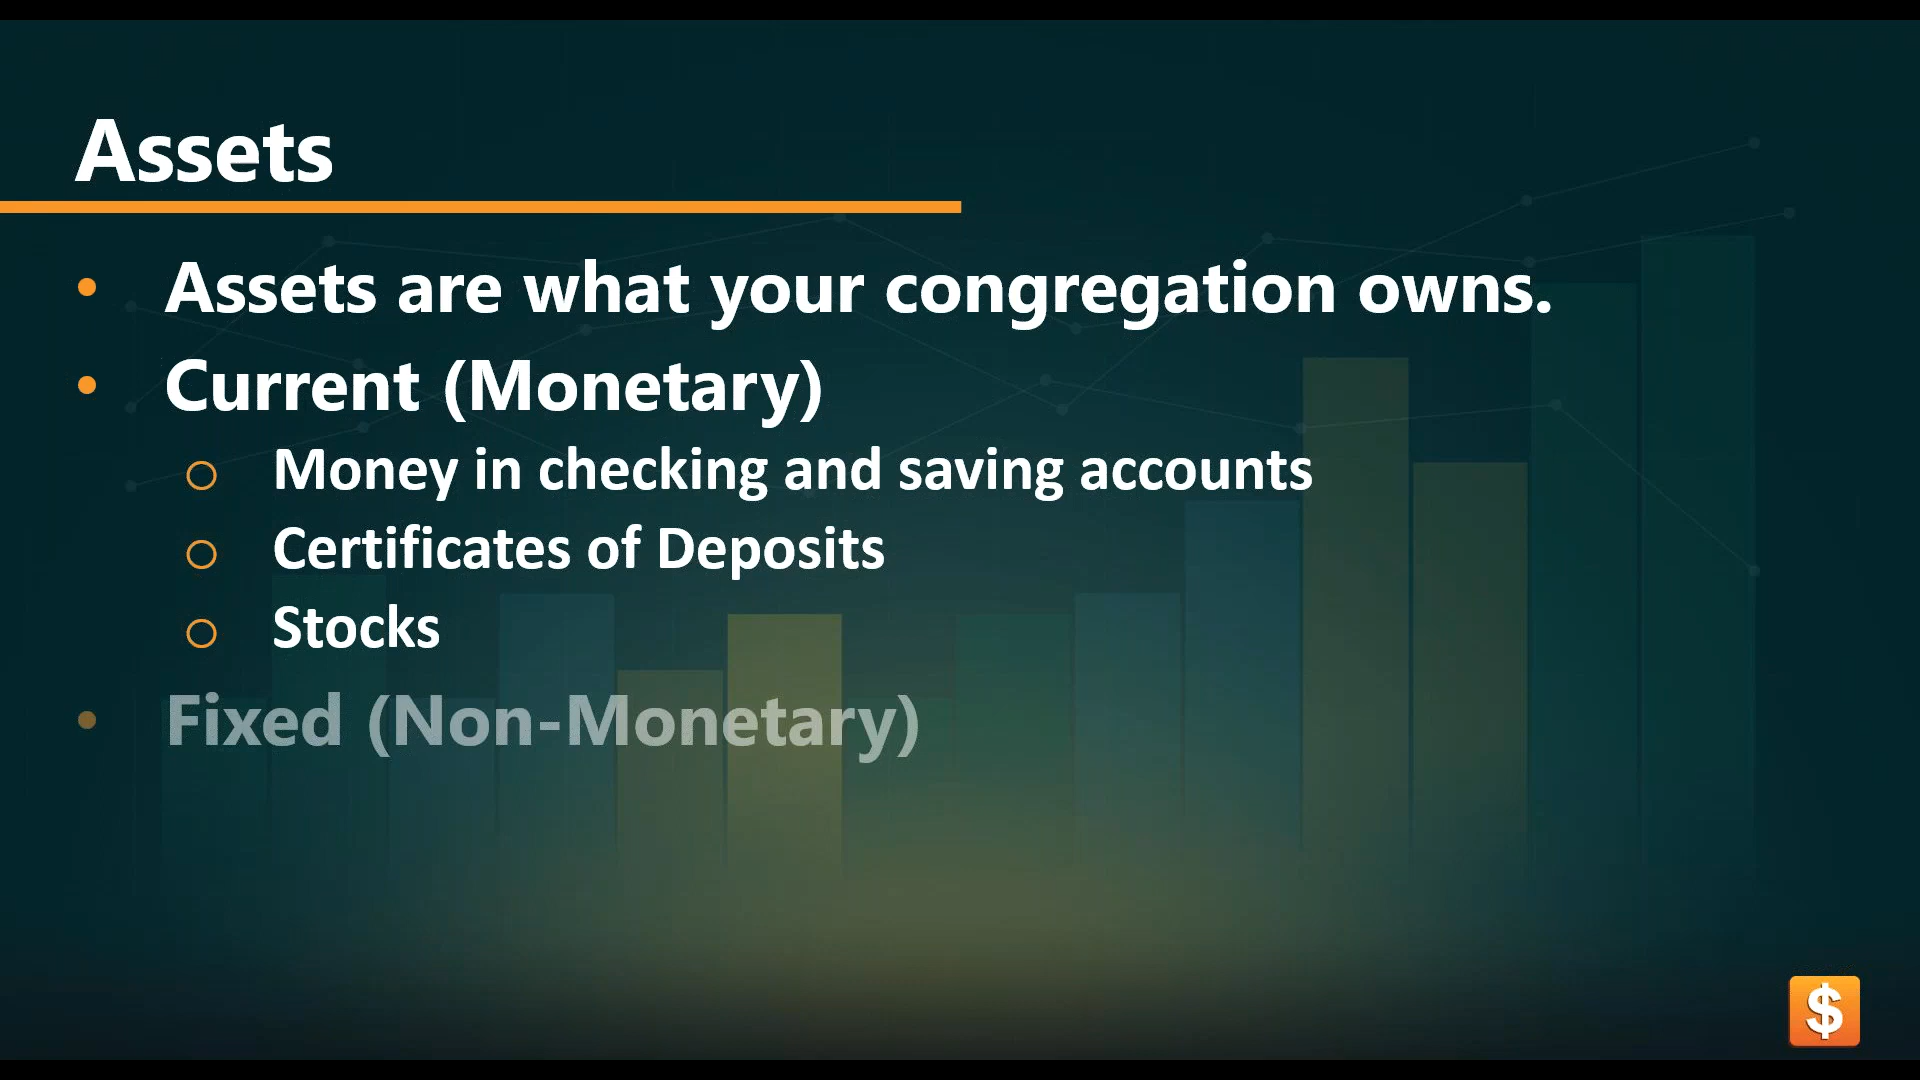 Assets
• Assets are what your congregation owns.
• Current (Monetary)
○ Money in checking and saving accounts
○ Certificates of Deposits
○ Stocks
• Fixed (Non-Monetary)
$